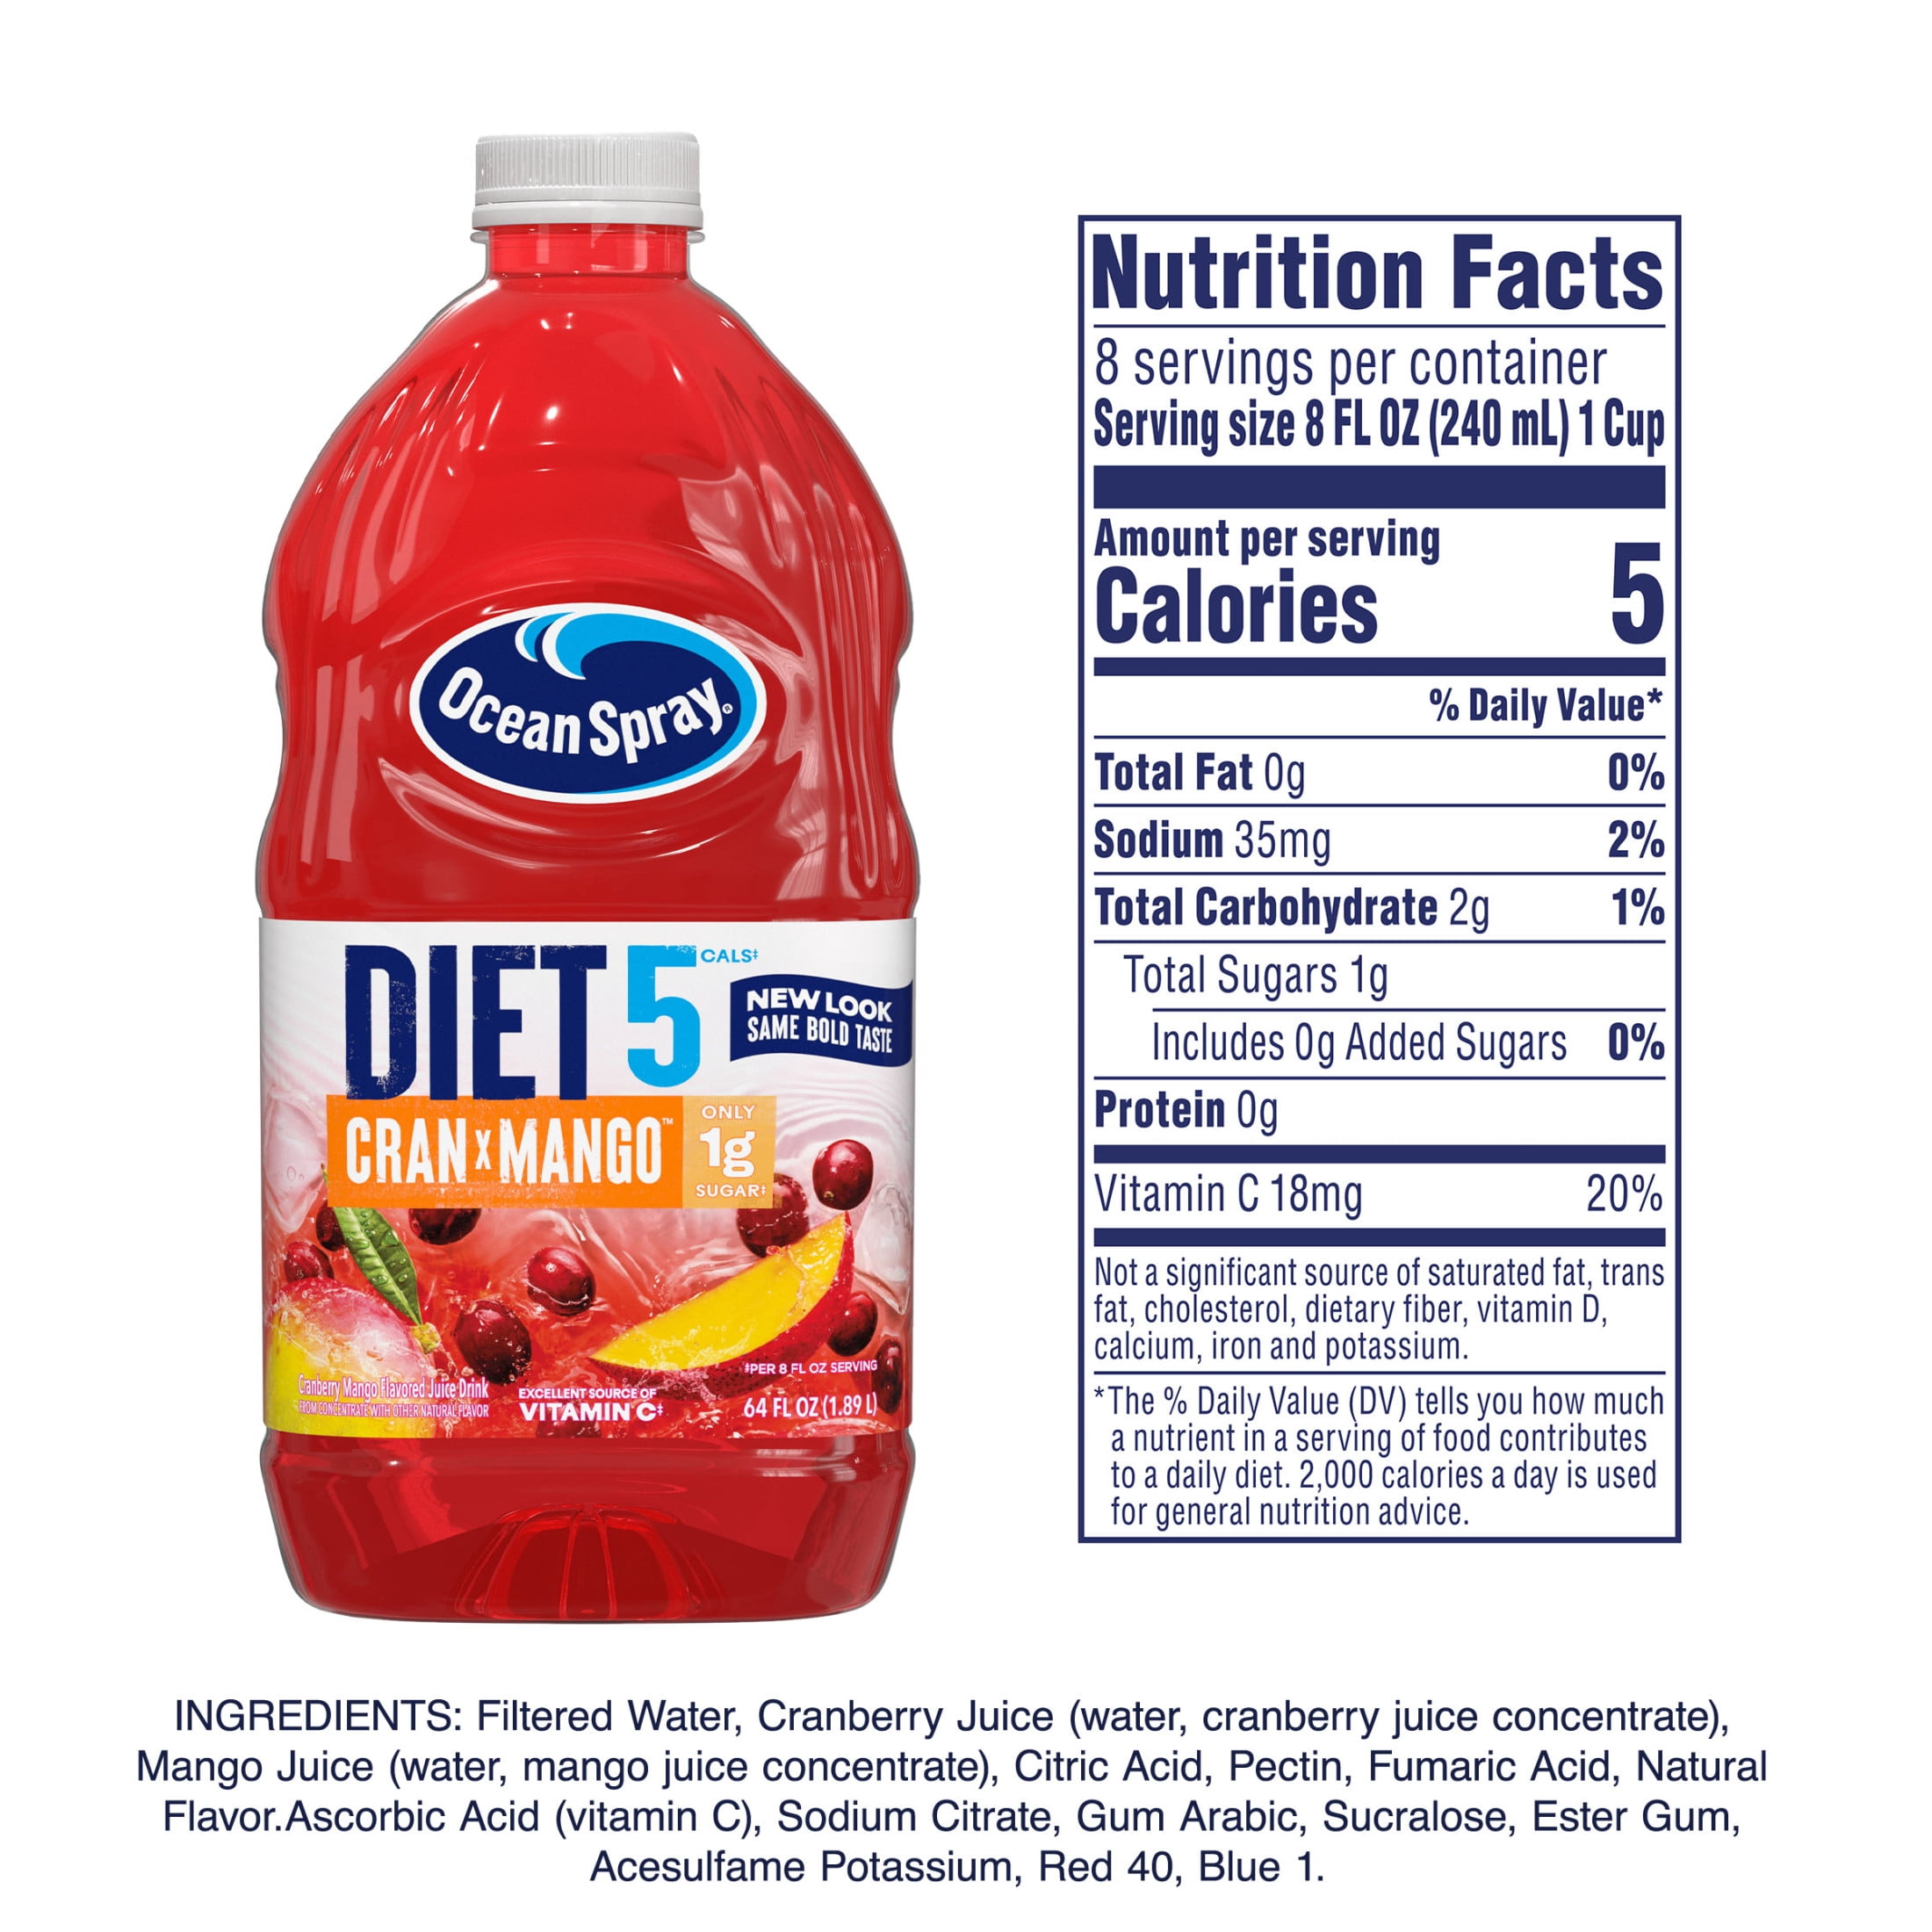 Ocean Spray®
DIET 5 CALS‡
NEW LOOK
SAME BOLD TASTE
CRAN x MANGO™
ONLY
1g
SUGAR‡
‡PER 8 FL OZ SERVING
Cranberry Mango Flavored Juice Drink
FROM CONCENTRATE WITH OTHER NATURAL FLAVOR
EXCELLENT SOURCE OF
VITAMIN C‡
64 FL OZ (1.89 L)
Nutrition Facts
8 servings per container
Serving size 8 FL OZ (240 mL) 1 Cup
Amount per serving
Calories 5
% Daily Value*
Total Fat 0g 0%
Sodium 35mg 2%
Total Carbohydrate 2g 1%
Total Sugars 1g
Includes 0g Added Sugars 0%
Protein 0g
Vitamin C 18mg 20%
Not a significant source of saturated fat, trans
fat, cholesterol, dietary fiber, vitamin D,
calcium, iron and potassium.
*The % Daily Value (DV) tells you how much
a nutrient in a serving of food contributes
to a daily diet. 2,000 calories a day is used
for general nutrition advice.
INGREDIENTS: Filtered Water, Cranberry Juice (water, cranberry juice concentrate),
Mango Juice (water, mango juice concentrate), Citric Acid, Pectin, Fumaric Acid, Natural
Flavor.Ascorbic Acid (vitamin C), Sodium Citrate, Gum Arabic, Sucralose, Ester Gum,
Acesulfame Potassium, Red 40, Blue 1.